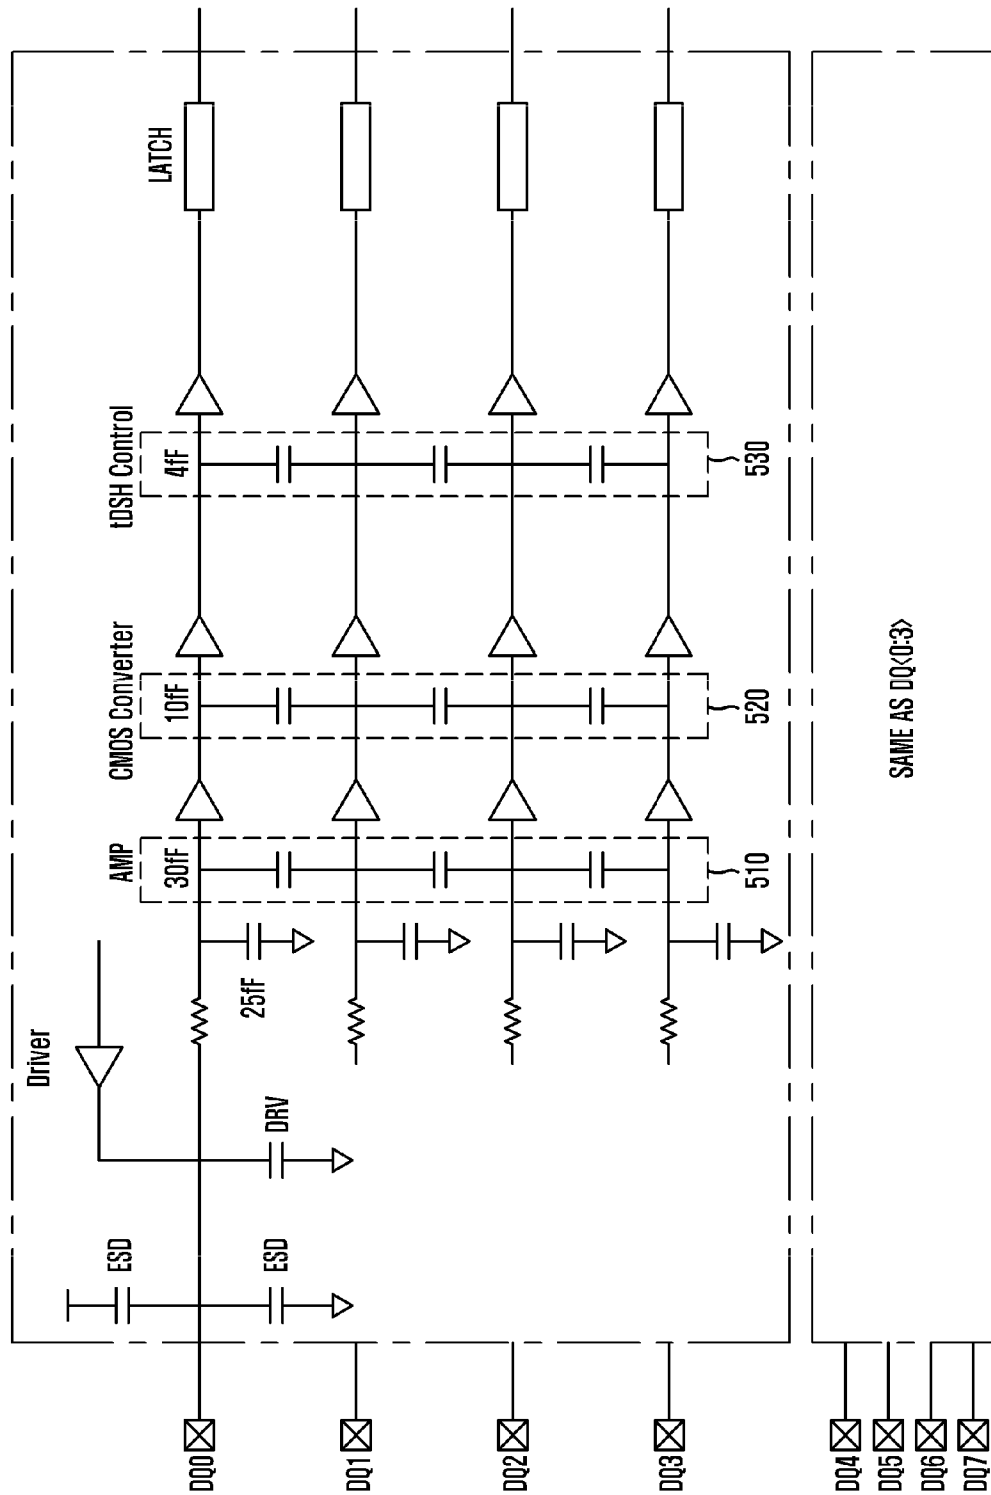 DQ0
ESD
ESD
Driver
DRV
25fF
AMP
30fF
CMOS Converter
10fF
tDSH Control
4fF
LATCH
DQ1
DQ2
DQ3
510
520
530
DQ4
DQ5
DQ6
DQ7
SAME AS DQ<0:3>